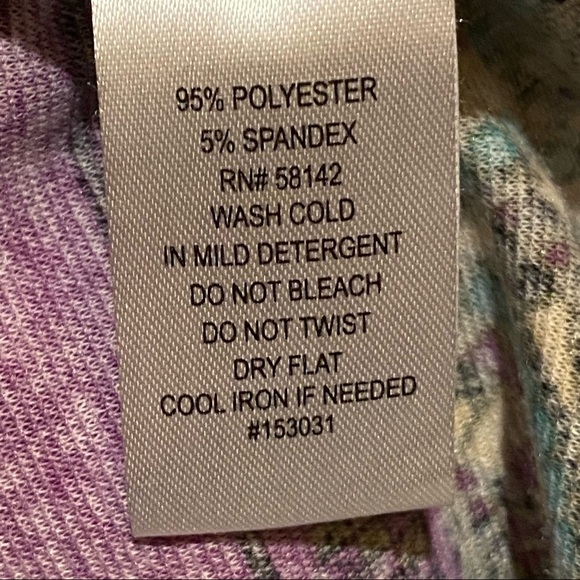 95% POLYESTER
5% SPANDEX
RN# 58142
WASH COLD
IN MILD DETERGENT
DO NOT BLEACH
DO NOT TWIST
DRY FLAT
COOL IRON IF NEEDED
#153031